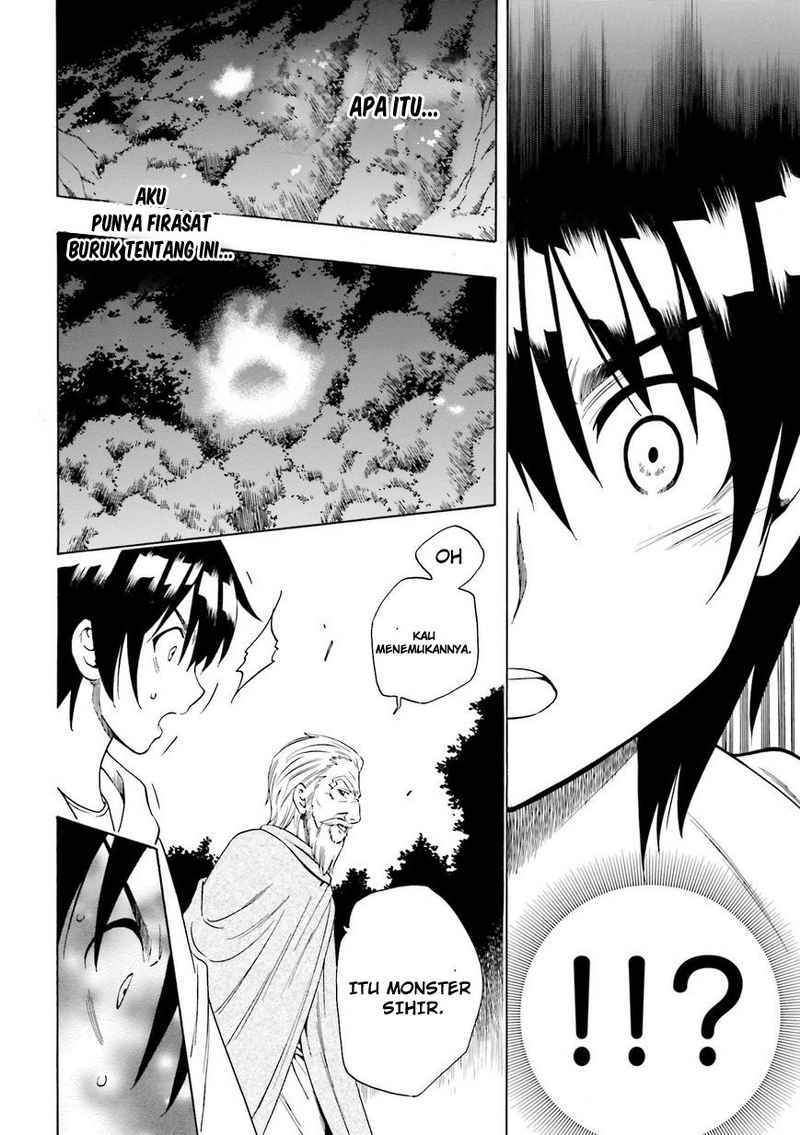 !!?
APA ITU...
AKU
PUNYA FIRASAT
BURUK TENTANG INI...
OH
KAU
MENEMUKANNYA.
ITU MONSTER
SIHIR.